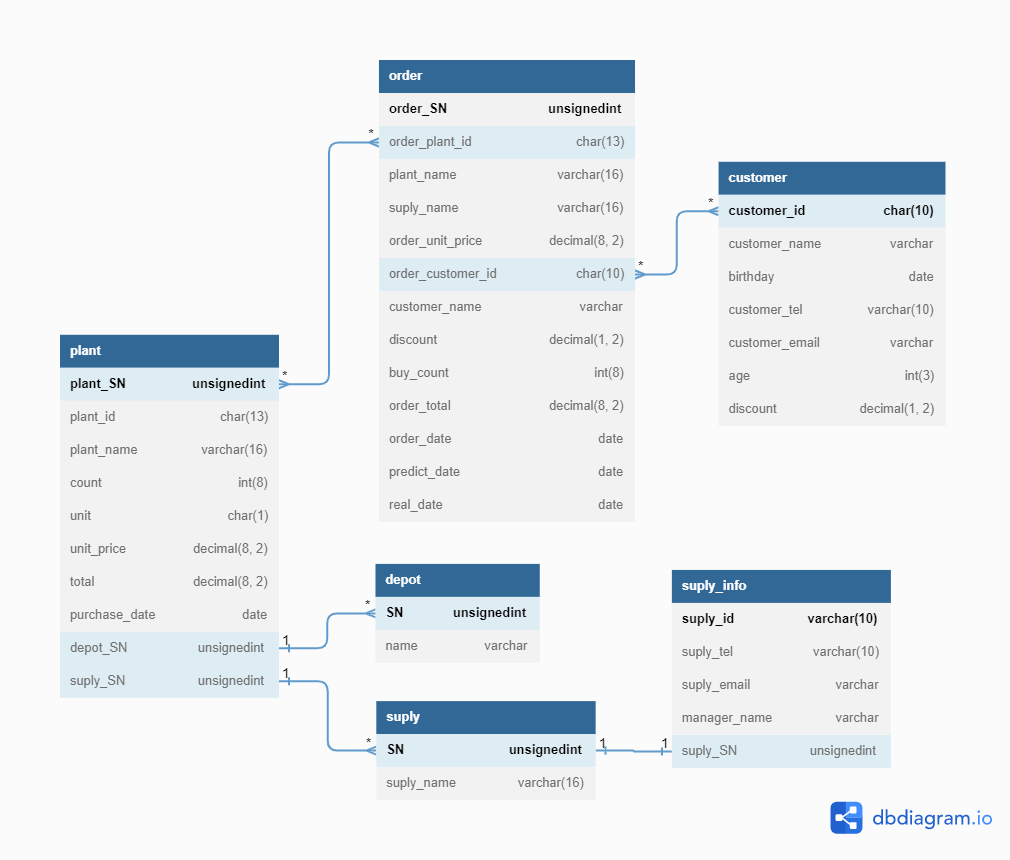 order
order_SN unsignedint
* order_plant_id char(13)
plant_name varchar(16)
suply_name varchar(16)
order_unit_price decimal(8, 2)
order_customer_id char(10) *
customer_name varchar
discount decimal(1, 2)
buy_count int(8)
order_total decimal(8, 2)
order_date date
predict_date date
real_date date
customer
* customer_id char(10)
customer_name varchar
birthday date
customer_tel varchar(10)
customer_email varchar
age int(3)
discount decimal(1, 2)
plant
plant_SN unsignedint *
plant_id char(13)
plant_name varchar(16)
count int(8)
unit char(1)
unit_price decimal(8, 2)
total decimal(8, 2)
purchase_date date
depot_SN unsignedint 1
suply_SN unsignedint 1
depot
* SN unsignedint
name varchar
suply
* SN unsignedint 1
suply_name varchar(16)
suply_info
suply_id varchar(10)
suply_tel varchar(10)
suply_email varchar
manager_name varchar
1 suply_SN unsignedint
dbdiagram.io